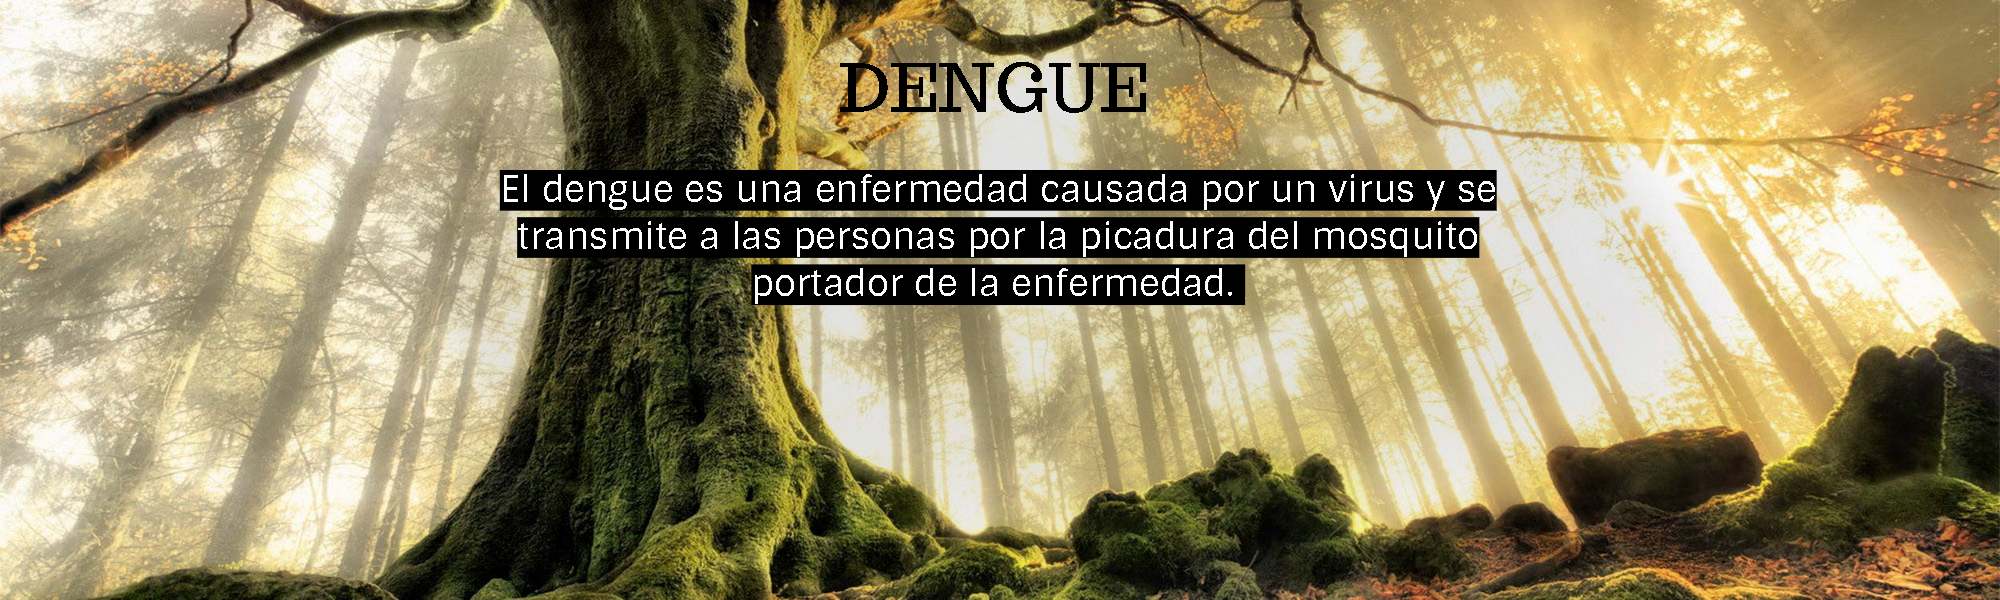 DENGUE
El dengue es una enfermedad causada por un virus y se
transmite a las personas por la picadura del mosquito
portador de la enfermedad.